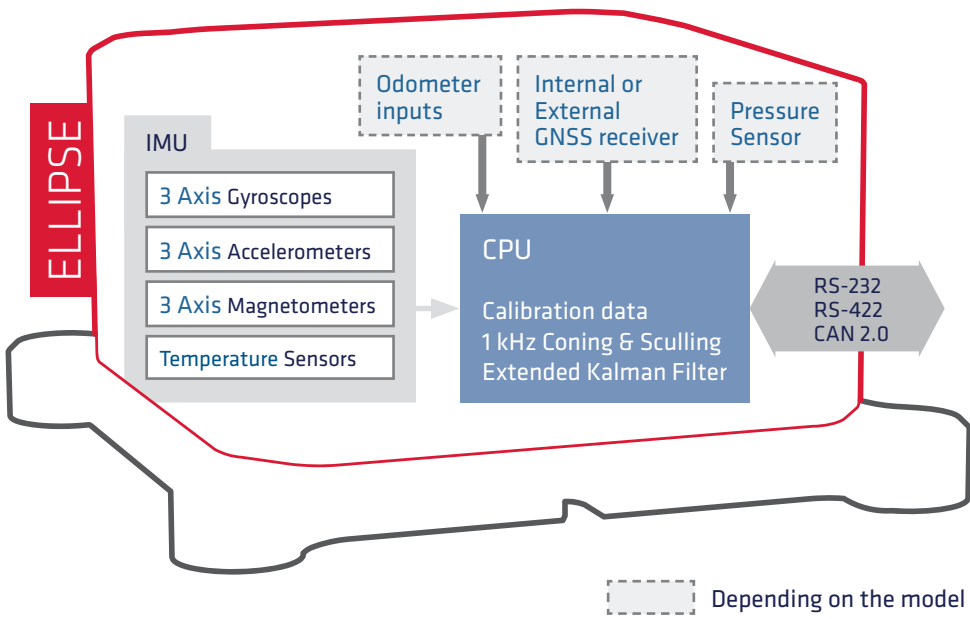 ELLIPSE
IMU
3 Axis Gyroscopes
3 Axis Accelerometers
3 Axis Magnetometers
Temperature Sensors
Odometer
inputs
Internal or
External
GNSS receiver
Pressure
Sensor
CPU
Calibration data
1 kHz Coning & Sculling
Extended Kalman Filter
RS-232
RS-422
CAN 2.0
Depending on the model